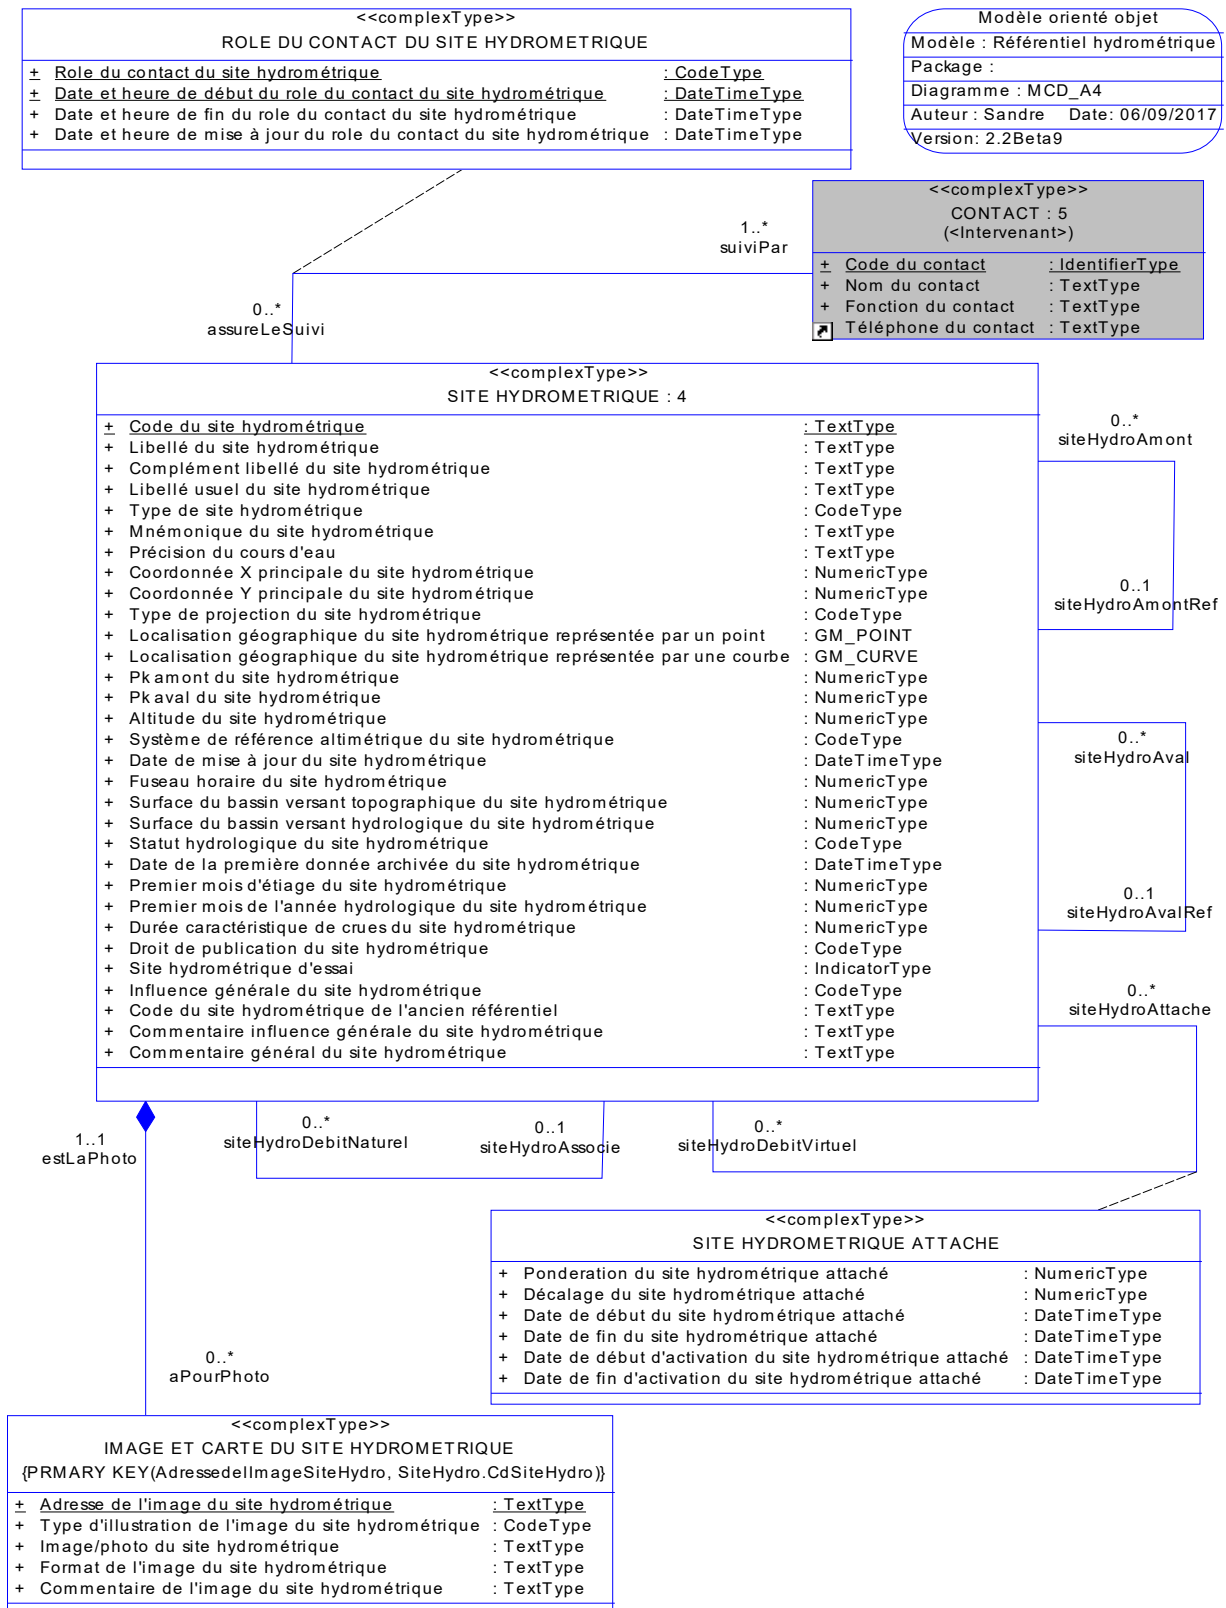 <<complexType>>
ROLE DU CONTACT DU SITE HYDROMETRIQUE
+ Role du contact du site hydrométrique : CodeType
+ Date et heure de début du role du contact du site hydrométrique : DateTimeType
+ Date et heure de fin du role du contact du site hydrométrique : DateTimeType
+ Date et heure de mise à jour du role du contact du site hydrométrique : DateTimeType
Modèle orienté objet
Modèle : Référentiel hydrométrique
Package :
Diagramme : MCD_A4
Auteur : Sandre Date: 06/09/2017
Version: 2.2Beta9
<<complexType>>
CONTACT : 5
(<Intervenant>)
+ Code du contact : IdentifierType
+ Nom du contact : TextType
+ Fonction du contact : TextType
Téléphone du contact : TextType
1..*
suiviPar
0..*
assureLeSuivi
<<complexType>>
SITE HYDROMETRIQUE : 4
+ Code du site hydrométrique : TextType
+ Libellé du site hydrométrique : TextType
+ Complément libellé du site hydrométrique : TextType
+ Libellé usuel du site hydrométrique : TextType
+ Type de site hydrométrique : CodeType
+ Mnémonique du site hydrométrique : TextType
+ Précision du cours d'eau : TextType
+ Coordonnée X principale du site hydrométrique : NumericType
+ Coordonnée Y principale du site hydrométrique : NumericType
+ Type de projection du site hydrométrique : CodeType
+ Localisation géographique du site hydrométrique représentée par un point : GM_POINT
+ Localisation géographique du site hydrométrique représentée par une courbe : GM_CURVE
+ Pk amont du site hydrométrique : NumericType
+ Pk aval du site hydrométrique : NumericType
+ Altitude du site hydrométrique : NumericType
+ Système de référence altimétrique du site hydrométrique : CodeType
+ Date de mise à jour du site hydrométrique : DateTimeType
+ Fuseau horaire du site hydrométrique : NumericType
+ Surface du bassin versant topographique du site hydrométrique : NumericType
+ Surface du bassin versant hydrologique du site hydrométrique : NumericType
+ Statut hydrologique du site hydrométrique : CodeType
+ Date de la première donnée archivée du site hydrométrique : DateTimeType
+ Premier mois d'étiage du site hydrométrique : NumericType
+ Premier mois de l'année hydrologique du site hydrométrique : NumericType
+ Durée caractéristique de crues du site hydrométrique : NumericType
+ Droit de publication du site hydrométrique : CodeType
+ Site hydrométrique d'essai : IndicatorType
+ Influence générale du site hydrométrique : CodeType
+ Code du site hydrométrique de l'ancien référentiel : TextType
+ Commentaire influence générale du site hydrométrique : TextType
+ Commentaire général du site hydrométrique : TextType
0..*
siteHydroAmont
0..1
siteHydroAmontRef
0..*
siteHydroAval
0..1
siteHydroAvalRef
0..*
siteHydroAttache
1..1
estLaPhoto
0..*
siteHydroDebitNaturel
0..1
siteHydroAssocie
0..*
siteHydroDebitVirtuel
<<complexType>>
SITE HYDROMETRIQUE ATTACHE
+ Ponderation du site hydrométrique attaché : NumericType
+ Décalage du site hydrométrique attaché : NumericType
+ Date de début du site hydrométrique attaché : DateTimeType
+ Date de fin du site hydrométrique attaché : DateTimeType
+ Date de début d'activation du site hydrométrique attaché : DateTimeType
+ Date de fin d'activation du site hydrométrique attaché : DateTimeType
0..*
aPourPhoto
<<complexType>>
IMAGE ET CARTE DU SITE HYDROMETRIQUE
{PRMARY KEY(AdressedelImageSiteHydro, SiteHydro.CdSiteHydro)}
+ Adresse de l'image du site hydrométrique : TextType
+ Type d'illustration de l'image du site hydrométrique : CodeType
+ Image/photo du site hydrométrique : TextType
+ Format de l'image du site hydrométrique : TextType
+ Commentaire de l'image du site hydrométrique : TextType